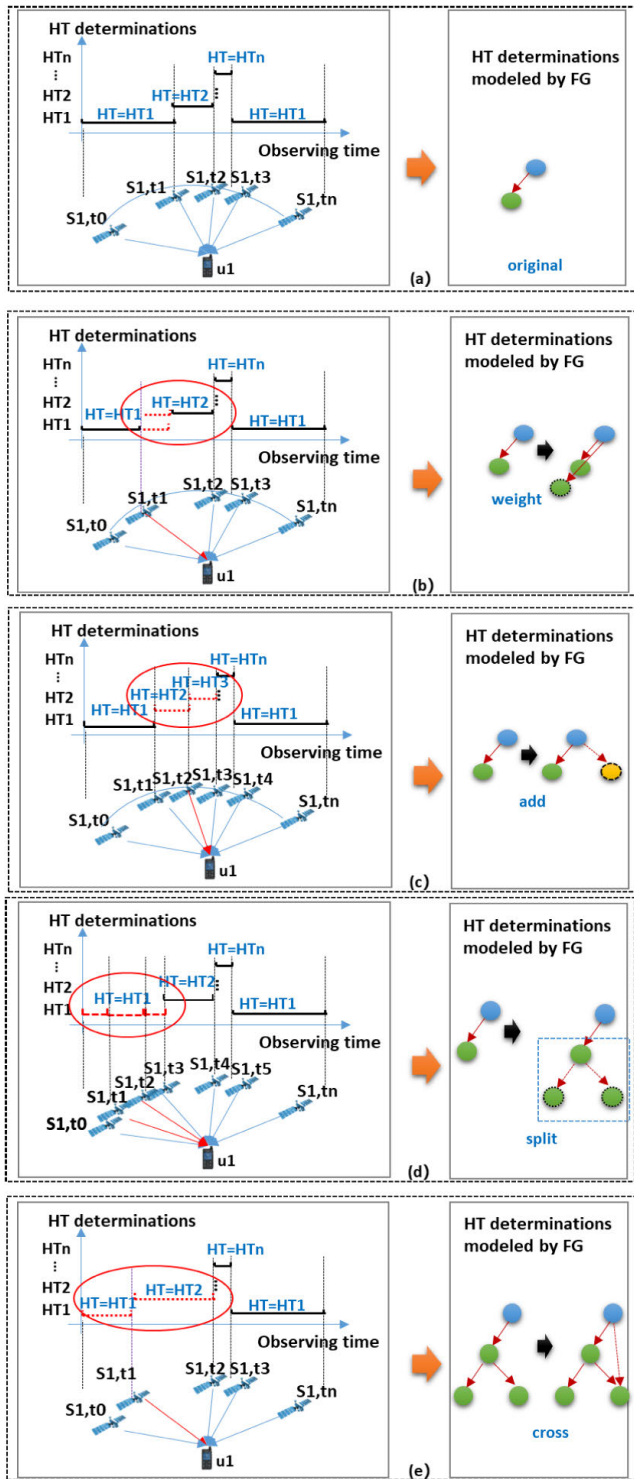 HT determinations
HTn
⋮
HT2
HT1
HT=HTn
HT=HT2
⋮
HT=HT1
HT=HT1
Observing time
S1,t0
S1,t1
S1,t2
S1,t3
S1,tn
u1
(a)
HT determinations
modeled by FG
original
HT determinations
HTn
⋮
HT2
HT1
HT=HTn
HT=HT2
⋮
HT=HT1
HT=HT1
Observing time
S1,t0
S1,t1
S1,t2
S1,t3
S1,tn
u1
(b)
HT determinations
modeled by FG
weight
HT determinations
HTn
⋮
HT2
HT1
HT=HTn
HT=HT3
HT=HT2
⋮
HT=HT1
HT=HT1
Observing time
S1,t0
S1,t1
S1,t2
S1,t3
S1,t4
S1,tn
u1
(c)
HT determinations
modeled by FG
add
HT determinations
HTn
⋮
HT2
HT1
HT=HTn
HT=HT2
⋮
HT=HT1
HT=HT1
Observing time
S1,t0
S1,t1
S1,t2
S1,t3
S1,t4
S1,t5
S1,tn
u1
(d)
HT determinations
modeled by FG
split
HT determinations
HTn
⋮
HT2
HT1
HT=HTn
HT=HT2
⋮
HT=HT1
HT=HT1
Observing time
S1,t0
S1,t1
S1,t2
S1,t3
S1,tn
u1
(e)
HT determinations
modeled by FG
cross